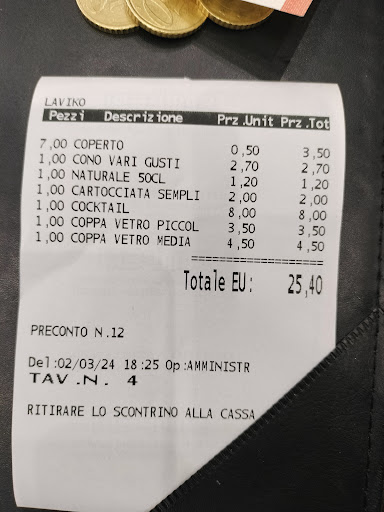 LAVIKO
Pezzi Descrizione Prz.Unit Prz.Tot
7,00 COPERTO 0,50 3,50
1,00 CONO VARI GUSTI 2,70 2,70
1,00 NATURALE 50CL 1,20 1,20
1,00 CARTOCCIATA SEMPLI 2,00 2,00
1,00 COCKTAIL 8,00 8,00
1,00 COPPA VETRO PICCOL 3,50 3,50
1,00 COPPA VETRO MEDIA 4,50 4,50
====================
Totale EU: 25,40
PRECONTO N.12
Del:02/03/24 18:25 Op:AMMINISTR
TAV.N. 4
RITIRARE LO SCONTRINO ALLA CASSA